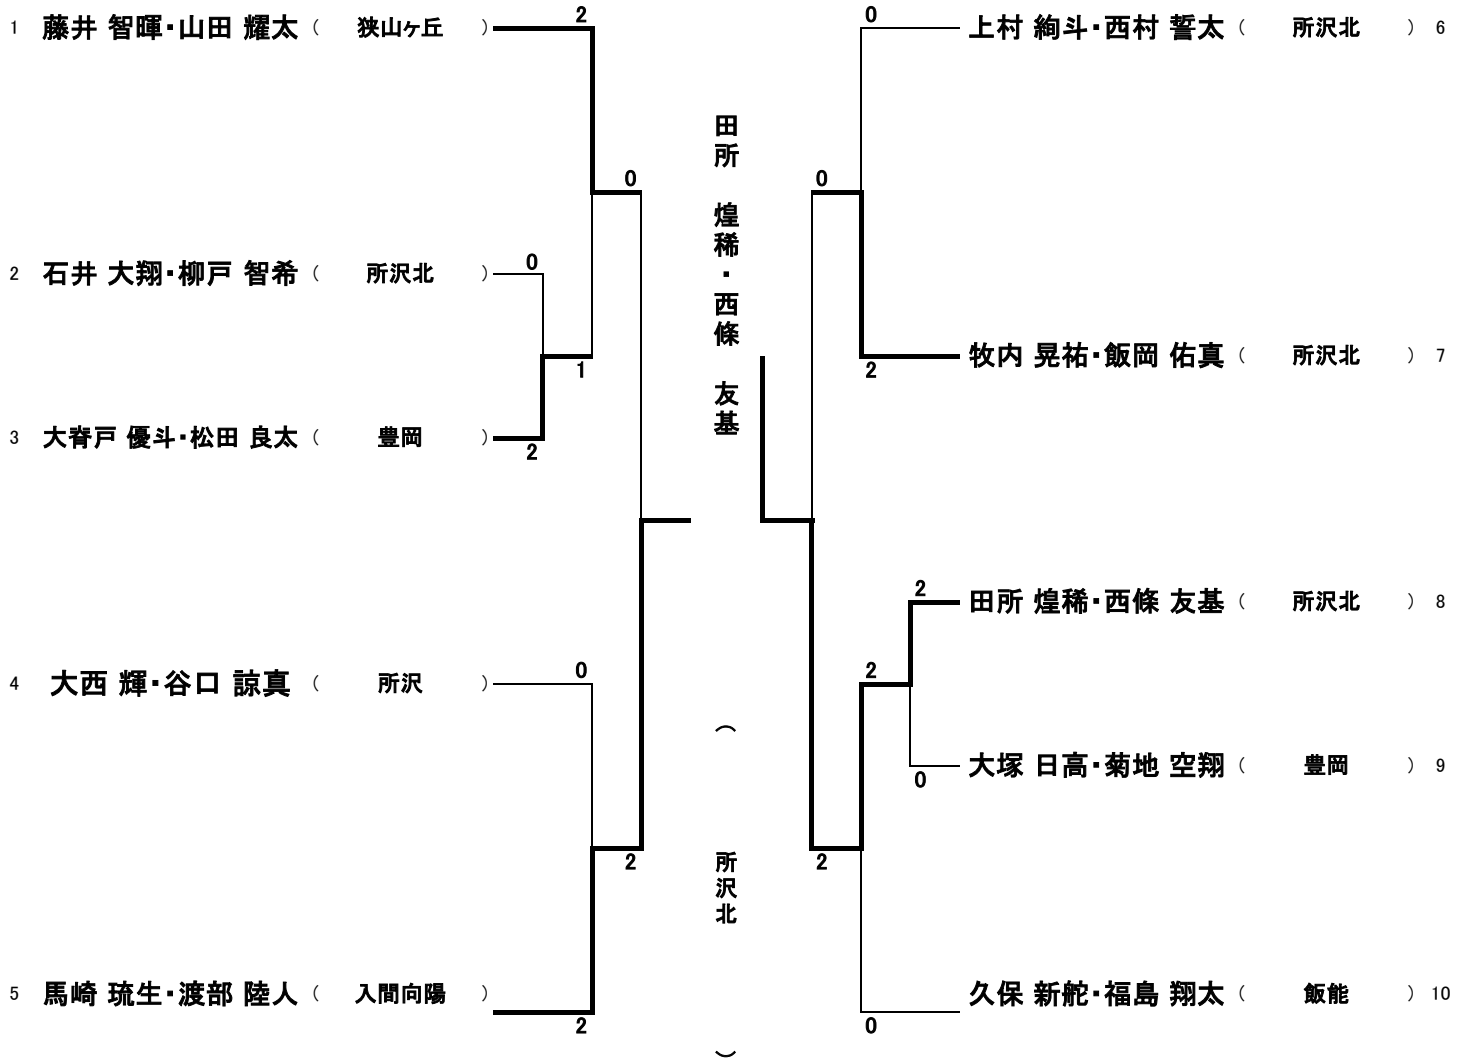 1 藤井 智暉・山田 耀太 （ 狭山ヶ丘 ） 2
2 石井 大翔・柳戸 智希 （ 所沢北 ） 0
3 大脊戸 優斗・松田 良太 （ 豊岡 ） 2
1
0
4 大西 輝・谷口 諒真 （ 所沢 ） 0
5 馬崎 琉生・渡部 陸人 （ 入間向陽 ） 2
2
田所 煌稀・西條 友基
（ 所沢北 ）
0 上村 絢斗・西村 誓太 （ 所沢北 ） 6
0
2 牧内 晃祐・飯岡 佑真 （ 所沢北 ） 7
2 田所 煌稀・西條 友基 （ 所沢北 ） 8
2
0 大塚 日高・菊地 空翔 （ 豊岡 ） 9
2
0 久保 新舵・福島 翔太 （ 飯能 ） 10